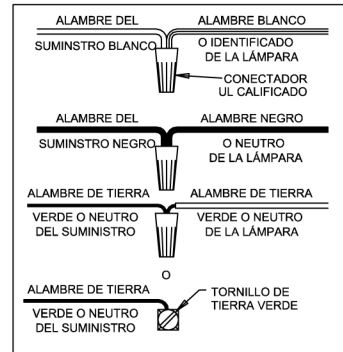 ALAMBRE DEL
SUMINSTRO BLANCO
ALAMBRE BLANCO
O IDENTIFICADO
DE LA LÁMPARA
CONECTADOR
UL CALIFICADO
ALAMBRE DEL
SUMINSTRO NEGRO
ALAMBRE NEGRO
O NEUTRO
DE LA LÁMPARA
ALAMBRE DE TIERRA
VERDE O NEUTRO
DEL SUMINISTRO
ALAMBRE DE TIERRA
VERDE O NEUTRO
DE LA LÁMPARA
O
ALAMBRE DE TIERRA
VERDE O NEUTRO
DEL SUMINISTRO
TORNILLO DE
TIERRA VERDE